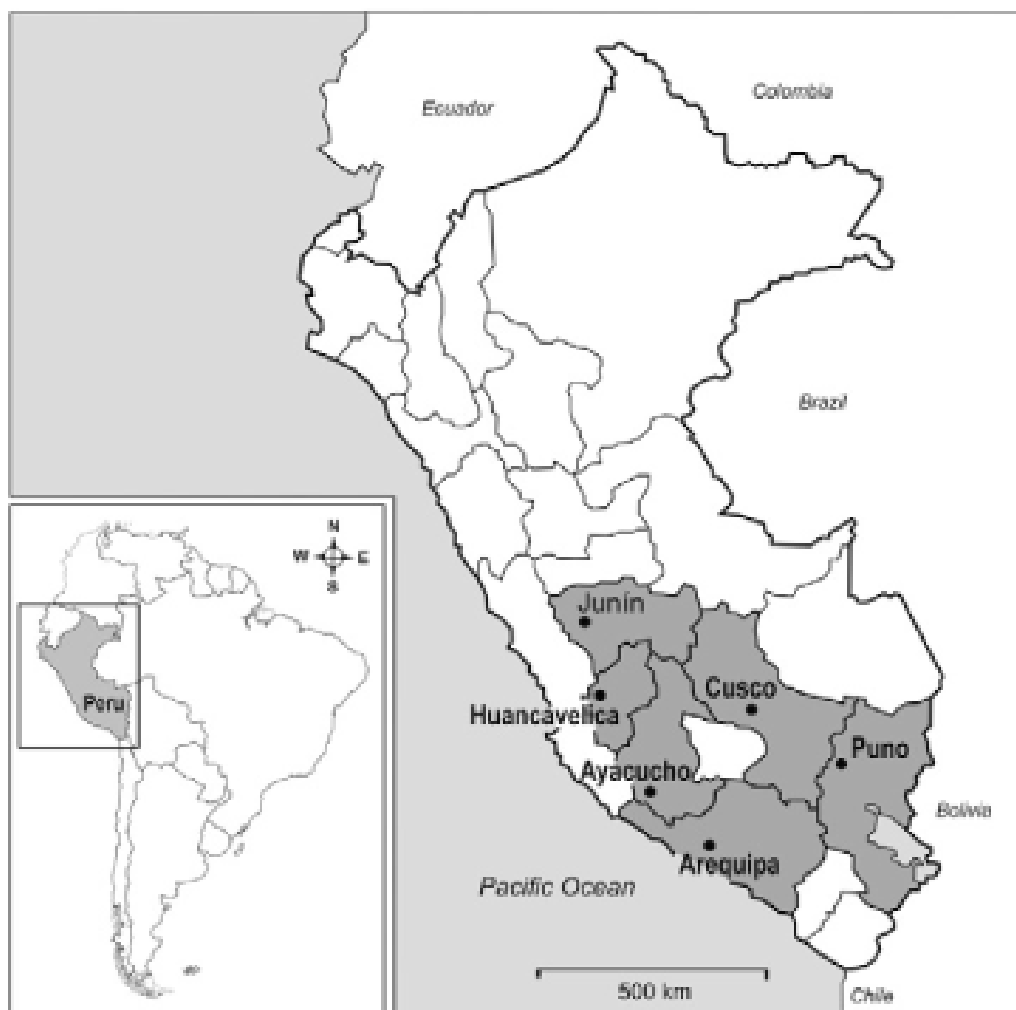 Colombia
Ecuador
Brazil
N
W E
S
Junín
Peru
Cusco
Huancavelica
Puno
Ayacucho
Bolivia
Arequipa
Pacific Ocean
500 km
Chile